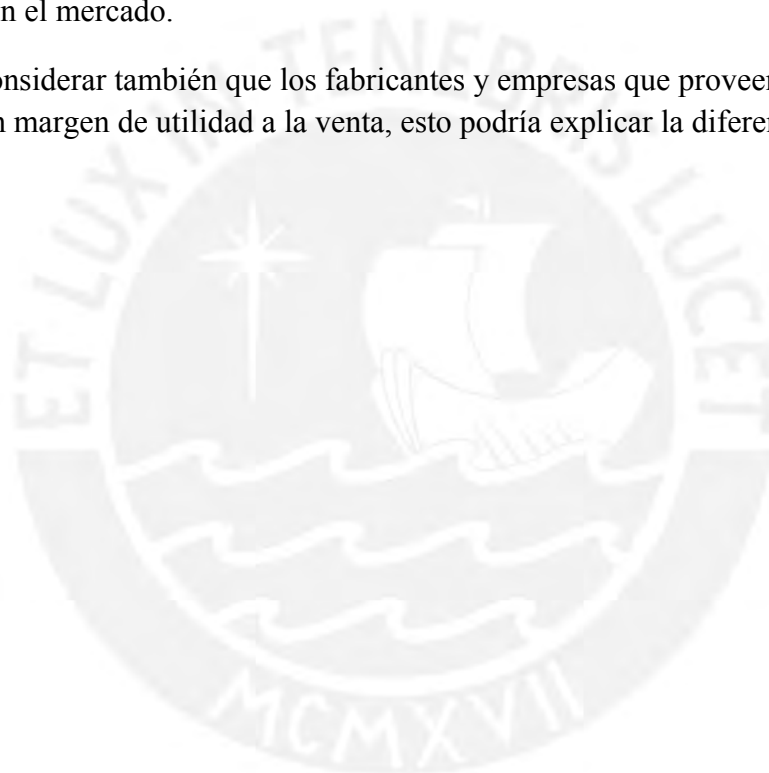 n el mercado.
onsiderar también que los fabricantes y empresas que proveen
n margen de utilidad a la venta, esto podría explicar la diferen
ET LUX IN TENEBRIS LUCET
MCMXVII